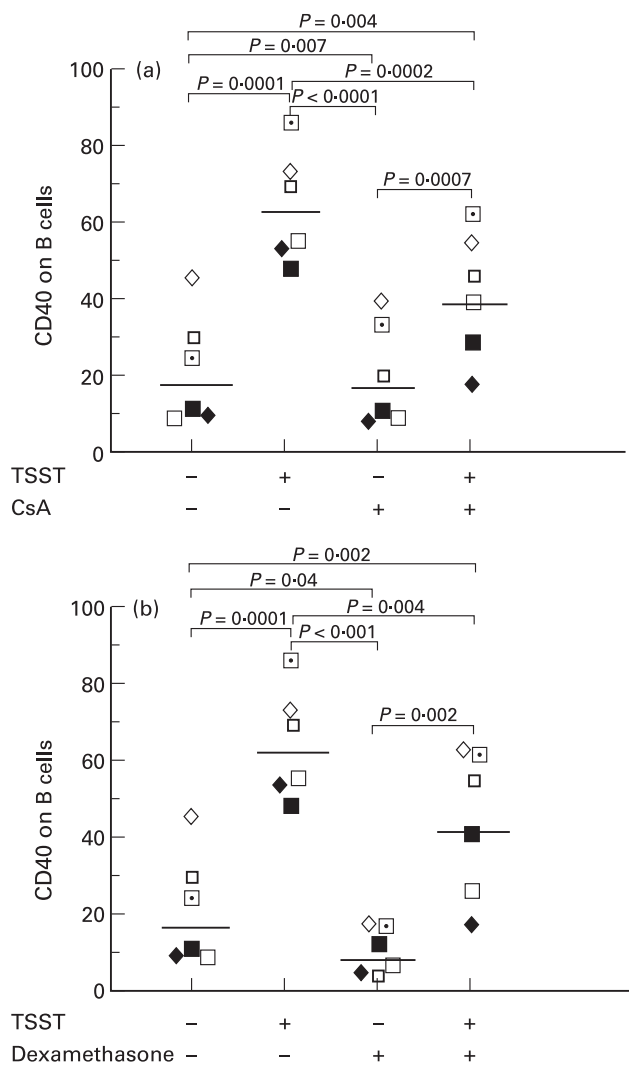 P = 0·004
P = 0·007
(a)
P = 0·0001
P = 0·0002
P < 0·0001
P = 0·0007
100
80
60
40
20
0
CD40 on B cells
TSST – + – +
CsA – – + +
P = 0·002
P = 0·04
(b)
P = 0·0001
P = 0·004
P < 0·001
P = 0·002
100
80
60
40
20
0
CD40 on B cells
TSST – + – +
Dexamethasone – – + +